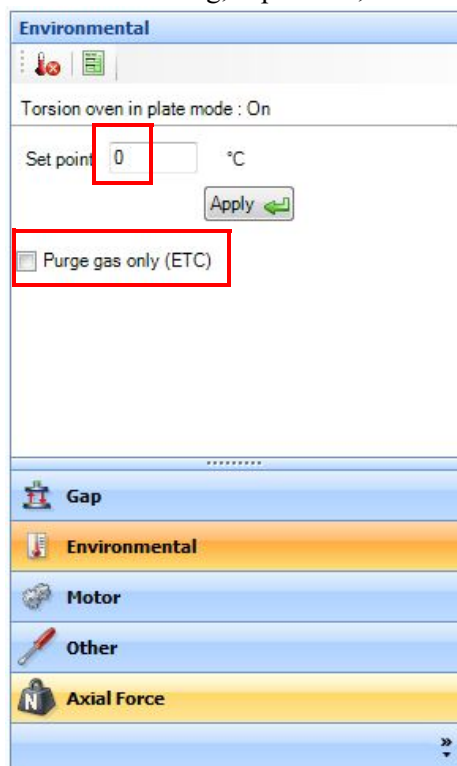 Environmental
Torsion oven in plate mode : On
Set point 0 °C
Apply
Purge gas only (ETC)
Gap
Environmental
Motor
Other
N Axial Force
»